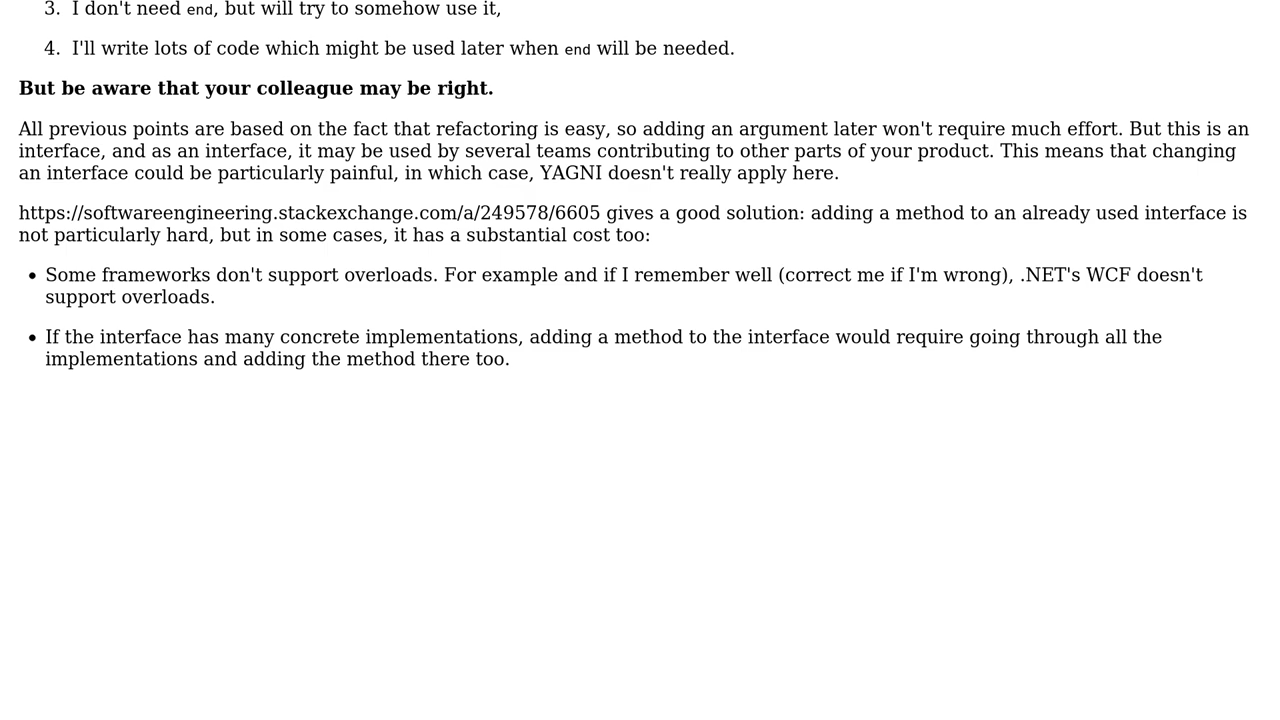 3. I don't need end, but will try to somehow use it,
4. I'll write lots of code which might be used later when end will be needed.
But be aware that your colleague may be right.
All previous points are based on the fact that refactoring is easy, so adding an argument later won't require much effort. But this is an
interface, and as an interface, it may be used by several teams contributing to other parts of your product. This means that changing
an interface could be particularly painful, in which case, YAGNI doesn't really apply here.
https://softwareengineering.stackexchange.com/a/249578/6605 gives a good solution: adding a method to an already used interface is
not particularly hard, but in some cases, it has a substantial cost too:
• Some frameworks don't support overloads. For example and if I remember well (correct me if I'm wrong), .NET's WCF doesn't
support overloads.
• If the interface has many concrete implementations, adding a method to the interface would require going through all the
implementations and adding the method there too.